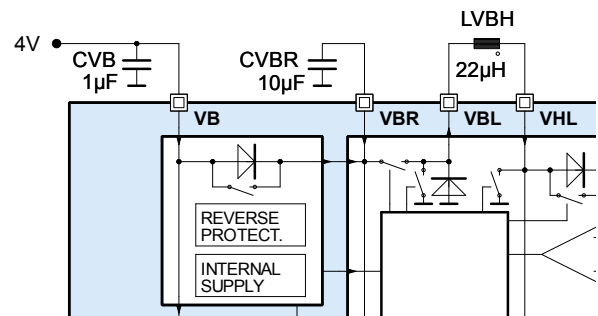 LVBH
4V
CVB
1µF
CVBR
10µF
22µH
VB
VBR
VBL
VHL
REVERSE
PROTECT.
INTERNAL
SUPPLY